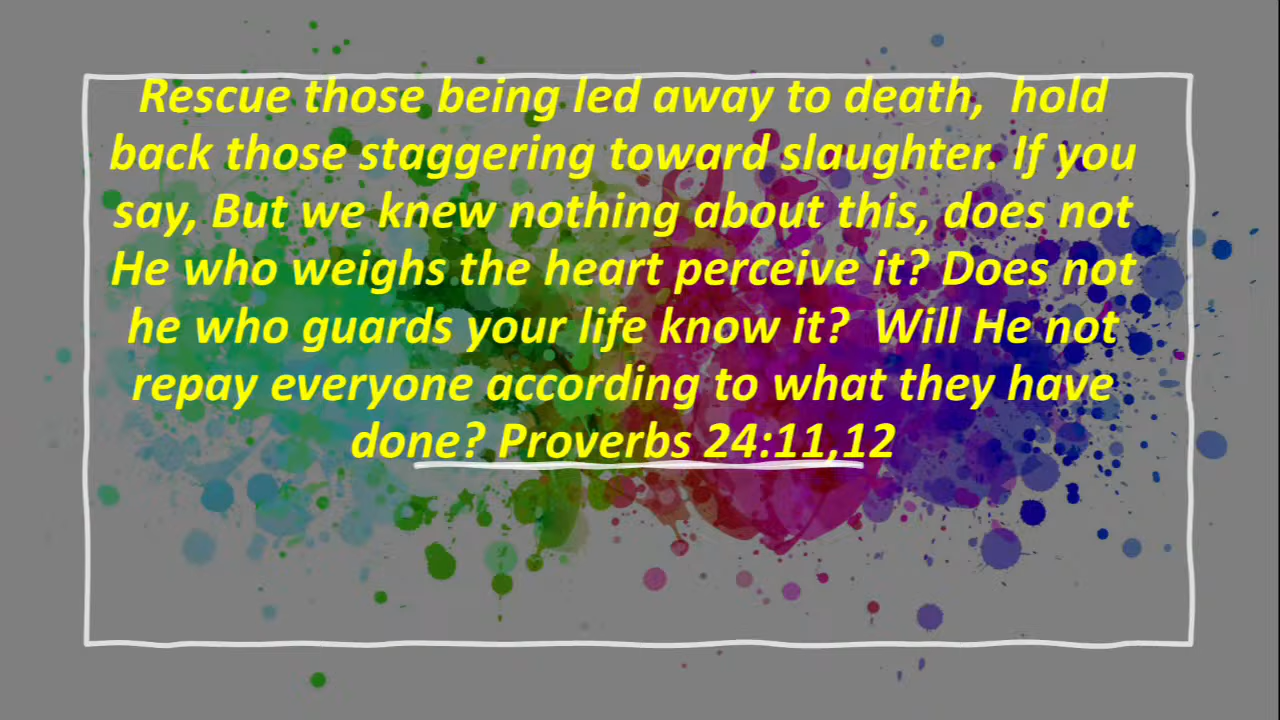 Rescue those being led away to death,  hold
back those staggering toward slaughter. If you
say, But we knew nothing about this, does not
He who weighs the heart perceive it? Does not
he who guards your life know it?  Will He not
repay everyone according to what they have
done? Proverbs 24:11,12